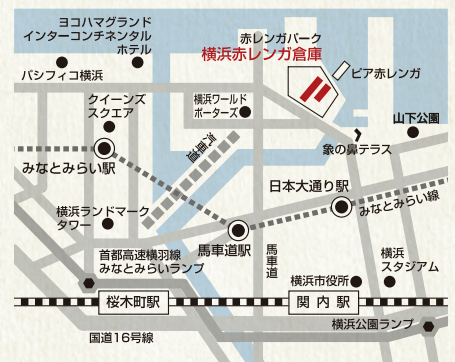 ヨコハマグランド
インターコンチネンタル
ホテル
パシフィコ横浜
赤レンガパーク
横浜赤レンガ倉庫
ピア赤レンガ
クイーンズ
スクエア
横浜ワールド
ポーターズ
汽車道
山下公園
象の鼻テラス
みなとみらい駅
日本大通り駅
みなとみらい線
横浜ランドマーク
タワー
馬車道駅
馬車道
首都高速横羽線
みなとみらいランプ
横浜
スタジアム
横浜市役所
桜木町駅
関内駅
横浜公園ランプ
国道16号線